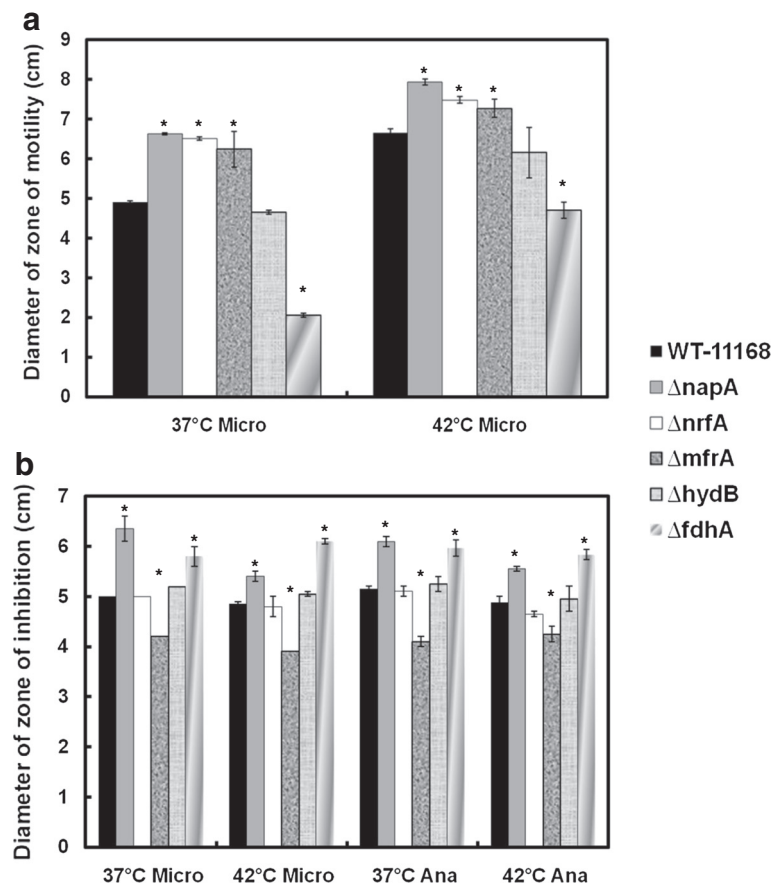 a
Diameter of zone of motility (cm)
9
8
7
6
5
4
3
2
1
0
* * *
*
* * *
*
37°C Micro 42°C Micro
WT-11168
ΔnapA
ΔnrfA
ΔmfrA
ΔhydB
ΔfdhA
b
Diameter of zone of inhibition (cm)
7
6
5
4
3
2
1
0
* * *
* * *
* * *
* * *
37°C Micro 42°C Micro 37°C Ana 42°C Ana